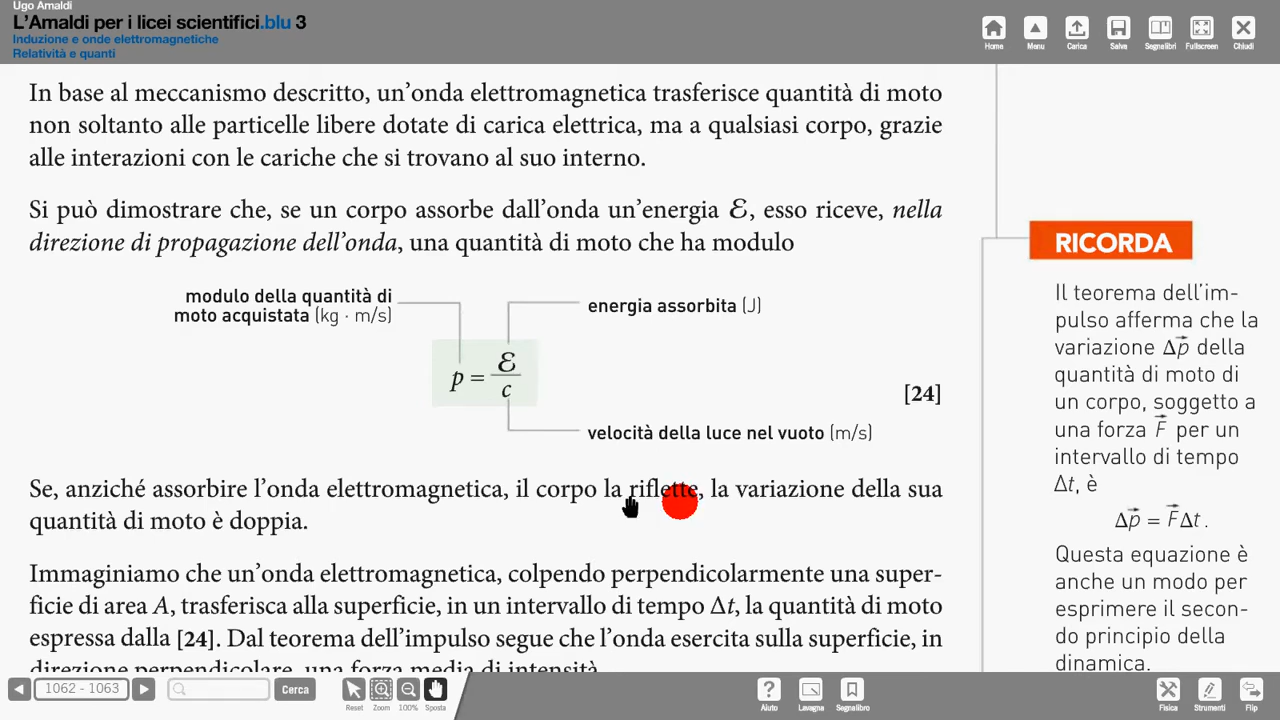 Ugo Amaldi
L'Amaldi per i licei scientifici.blu 3
Induzione e onde elettromagnetiche
Relatività e quanti
Home
Menu
Carica
Salva
Segnalibri
Fullscreen
Chiudi
In base al meccanismo descritto, un'onda elettromagnetica trasferisce quantità di moto
non soltanto alle particelle libere dotate di carica elettrica, ma a qualsiasi corpo, grazie
alle interazioni con le cariche che si trovano al suo interno.
Si può dimostrare che, se un corpo assorbe dall'onda un'energia ℰ, esso riceve, nella
direzione di propagazione dell'onda, una quantità di moto che ha modulo
modulo della quantità di
moto acquistata (kg · m/s)
energia assorbita (J)
p = ℰ/c
[24]
velocità della luce nel vuoto (m/s)
Se, anziché assorbire l'onda elettromagnetica, il corpo la riflette, la variazione della sua
quantità di moto è doppia.
Immaginiamo che un'onda elettromagnetica, colpendo perpendicolarmente una super-
ficie di area A, trasferisca alla superficie, in un intervallo di tempo Δt, la quantità di moto
espressa dalla [24]. Dal teorema dell'impulso segue che l'onda esercita sulla superficie, in
direzione perpendicolare, una forza media di intensità
RICORDA
Il teorema dell'im-
pulso afferma che la
variazione Δp⃗ della
quantità di moto di
un corpo, soggetto a
una forza F⃗ per un
intervallo di tempo
Δt, è
Δp⃗ = F⃗Δt.
Questa equazione è
anche un modo per
esprimere il secon-
do principio della
dinamica.
1062 - 1063
Cerca
Reset
Zoom
100%
Sposta
Aiuto
Lavagna
Segnalibro
Fisica
Strumenti
Flip